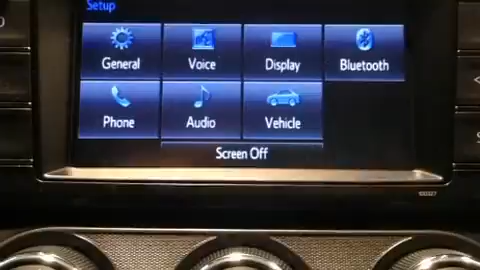 Setup
General
Voice
Display
Bluetooth
Phone
Audio
Vehicle
Screen Off